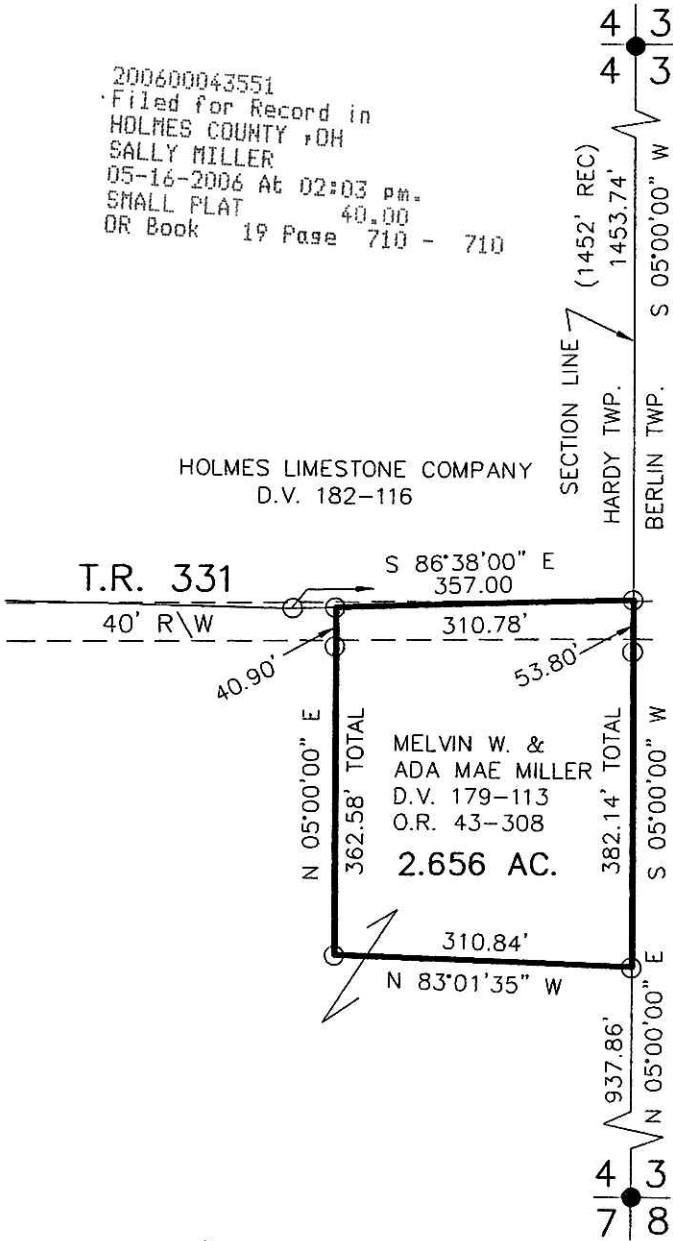 4 3
4 3
200600043551
Filed for Record in
HOLMES COUNTY ,OH
SALLY MILLER
05-16-2006 At 02:03 pm.
SMALL PLAT 40.00
OR Book 19 Page 710 - 710
(1452' REC)
1453.74'
S 05°00'00" W
SECTION LINE
HARDY TWP.
BERLIN TWP.
HOLMES LIMESTONE COMPANY
D.V. 182-116
T.R. 331
40' R\W
S 86°38'00" E
357.00
310.78'
40.90'
53.80'
N 05°00'00" E
362.58' TOTAL
MELVIN W. &
ADA MAE MILLER
D.V. 179-113
O.R. 43-308
2.656 AC.
382.14' TOTAL
S 05°00'00" W
310.84'
N 83°01'35" W
937.86'
N 05°00'00" E
4 3
7 8